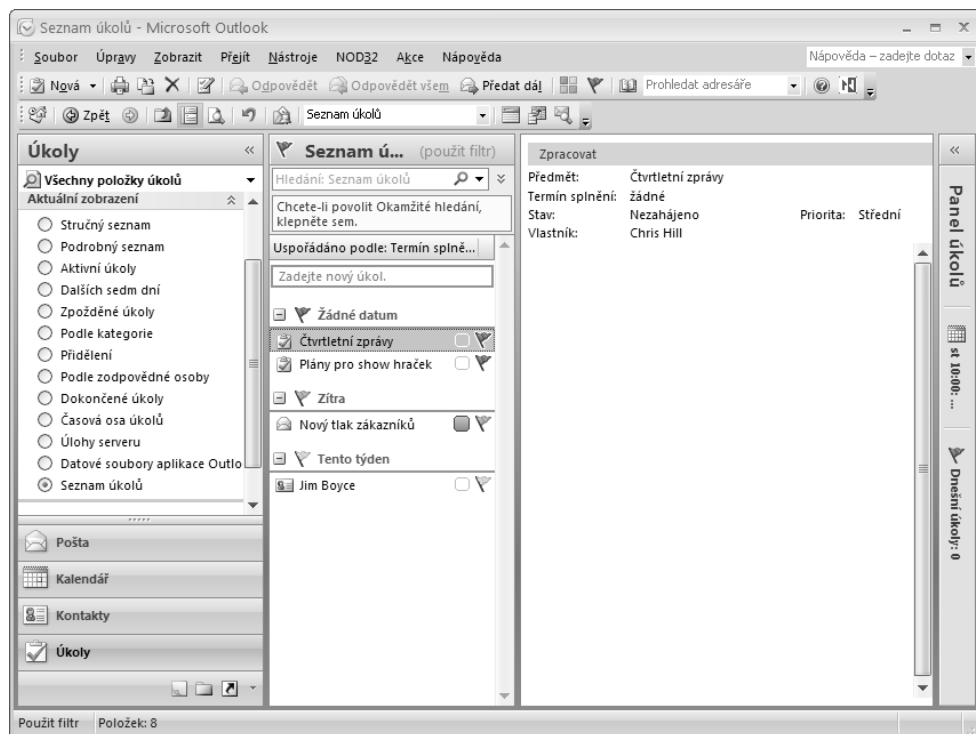 Seznam úkolů - Microsoft Outlook
Soubor Úpravy Zobrazit Přejít Nástroje NOD32 Akce Nápověda Nápověda – zadejte dotaz
Nová Odpovědět Odpovědět všem Předat dál Prohledat adresáře
Zpět Seznam úkolů
Úkoly
Všechny položky úkolů
Aktuální zobrazení
Stručný seznam
Podrobný seznam
Aktivní úkoly
Dalších sedm dní
Zpožděné úkoly
Podle kategorie
Přidělení
Podle zodpovědné osoby
Dokončené úkoly
Časová osa úkolů
Úlohy serveru
Datové soubory aplikace Outlo
Seznam úkolů
Pošta
Kalendář
Kontakty
Úkoly
Seznam ú... (použit filtr)
Hledání: Seznam úkolů
Chcete-li povolit Okamžité hledání,
klepněte sem.
Uspořádáno podle: Termín splně...
Zadejte nový úkol.
Žádné datum
Čtvrtletní zprávy
Plány pro show hraček
Zítra
Nový tlak zákazníků
Tento týden
Jim Boyce
Zpracovat
Předmět: Čtvrtletní zprávy
Termín splnění: žádné
Stav: Nezahájeno Priorita: Střední
Vlastník: Chris Hill
Panel úkolů
st 10:00: ...
Dnešní úkoly: 0
Použit filtr Položek: 8